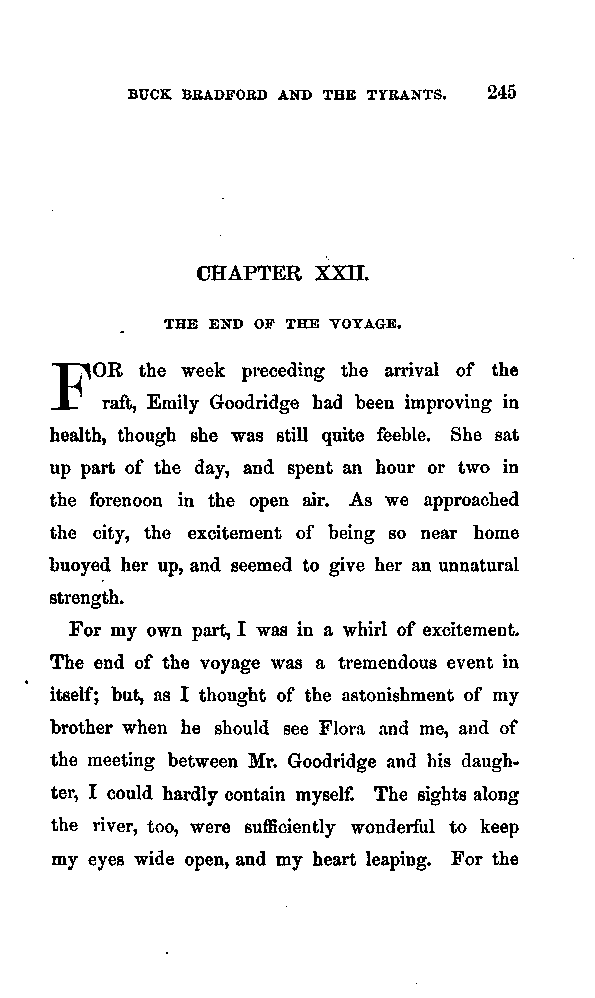 BUCK BRADFORD AND THE TYRANTS. 245
CHAPTER XXII.
THE END OF THE VOYAGE.
FOR the week preceding the arrival of the
raft, Emily Goodridge had been improving in
health, though she was still quite feeble. She sat
up part of the day, and spent an hour or two in
the forenoon in the open air. As we approached
the city, the excitement of being so near home
buoyed her up, and seemed to give her an unnatural
strength.
For my own part, I was in a whirl of excitement.
The end of the voyage was a tremendous event in
itself; but, as I thought of the astonishment of my
brother when he should see Flora and me, and of
the meeting between Mr. Goodridge and his daugh-
ter, I could hardly contain myself. The sights along
the river, too, were sufficiently wonderful to keep
my eyes wide open, and my heart leaping. For the